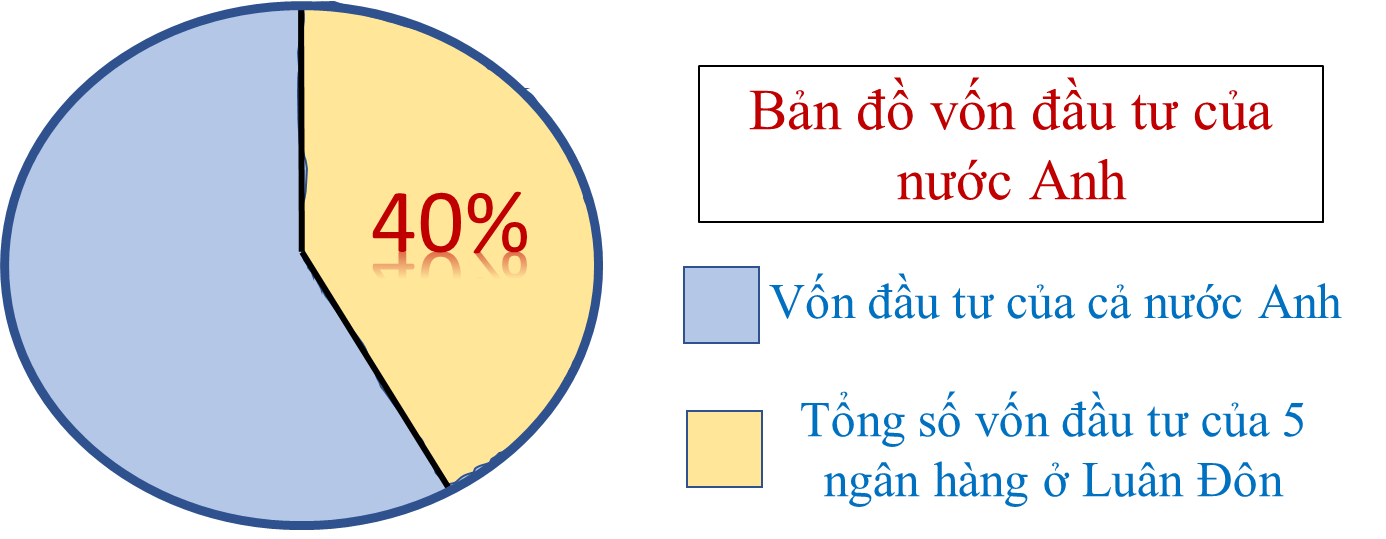 40%
Bản đồ vốn đầu tư của
nước Anh
Vốn đầu tư của cả nước Anh
Tổng số vốn đầu tư của 5
ngân hàng ở Luân Đôn